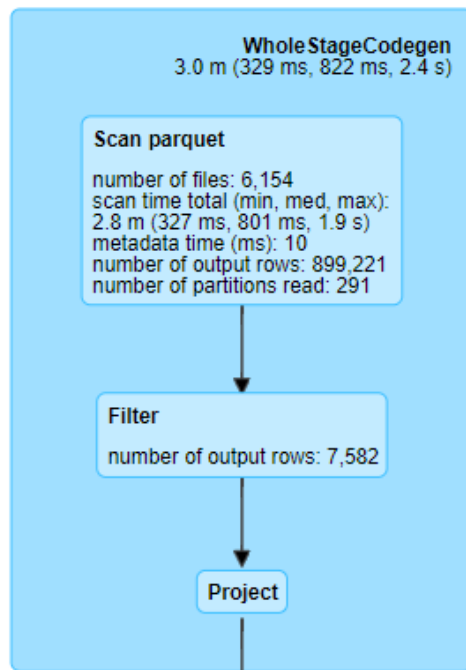 WholeStageCodegen
3.0 m (329 ms, 822 ms, 2.4 s)
Scan parquet
number of files: 6,154
scan time total (min, med, max):
2.8 m (327 ms, 801 ms, 1.9 s)
metadata time (ms): 10
number of output rows: 899,221
number of partitions read: 291
Filter
number of output rows: 7,582
Project